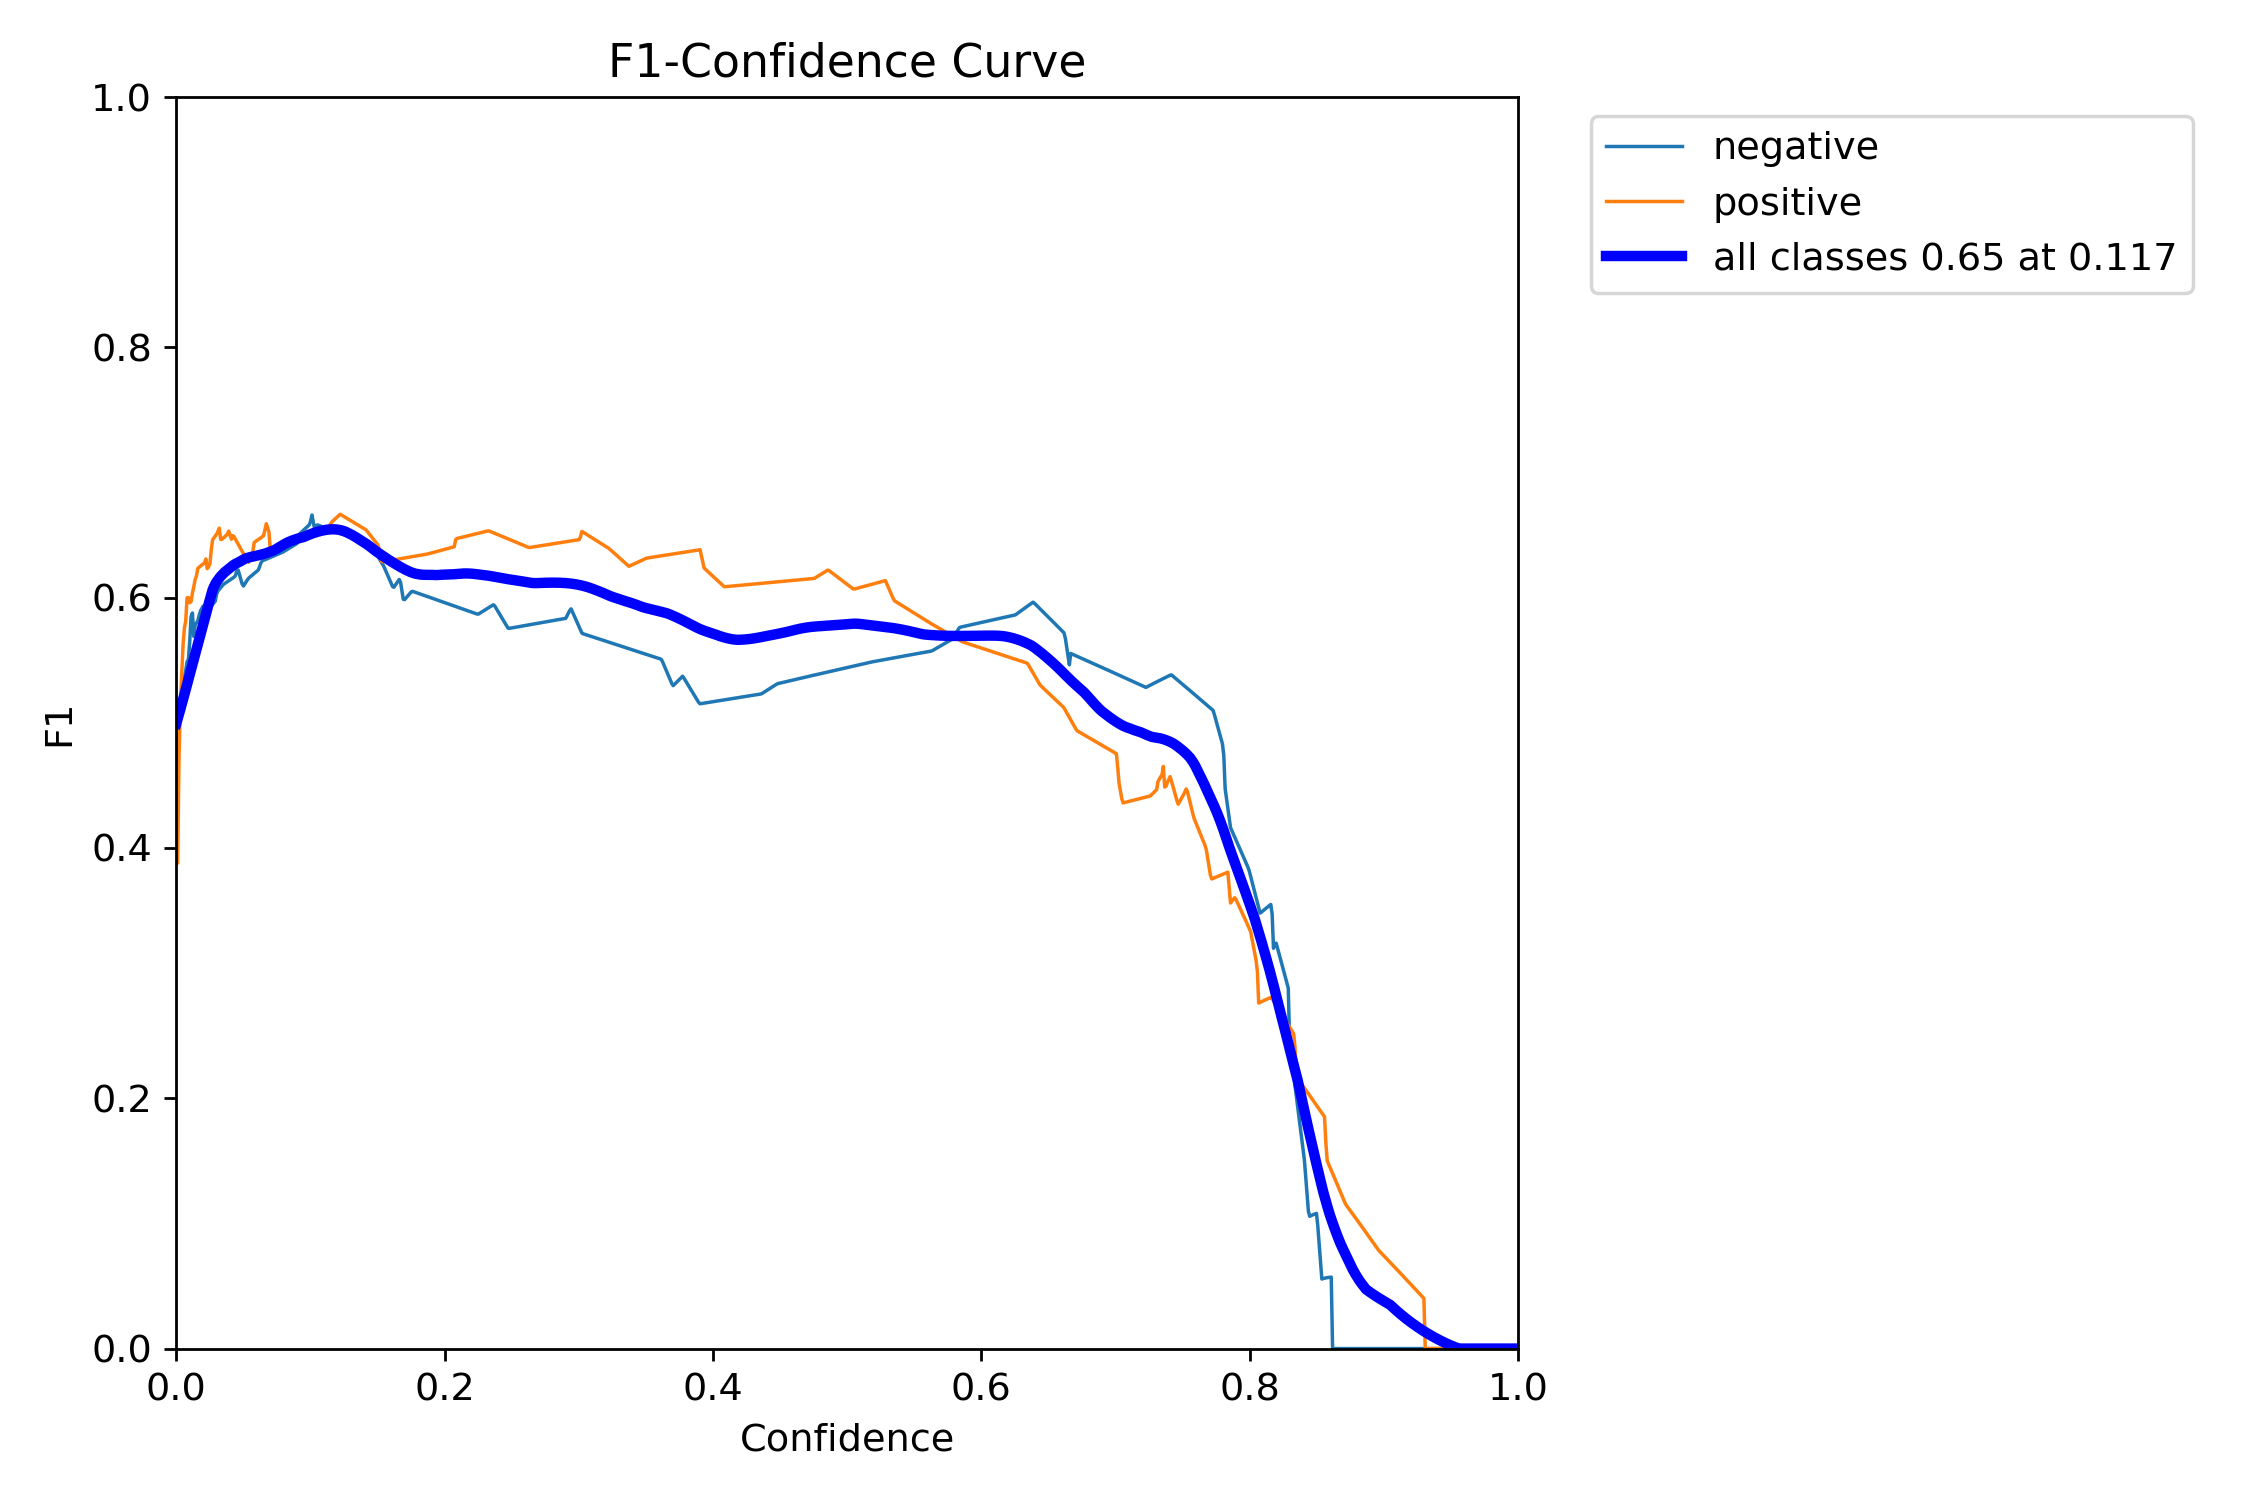 F1-Confidence Curve
1.0
0.8
0.6
0.4
0.2
0.0
F1
0.0 0.2 0.4 0.6 0.8 1.0
Confidence
negative
positive
all classes 0.65 at 0.117